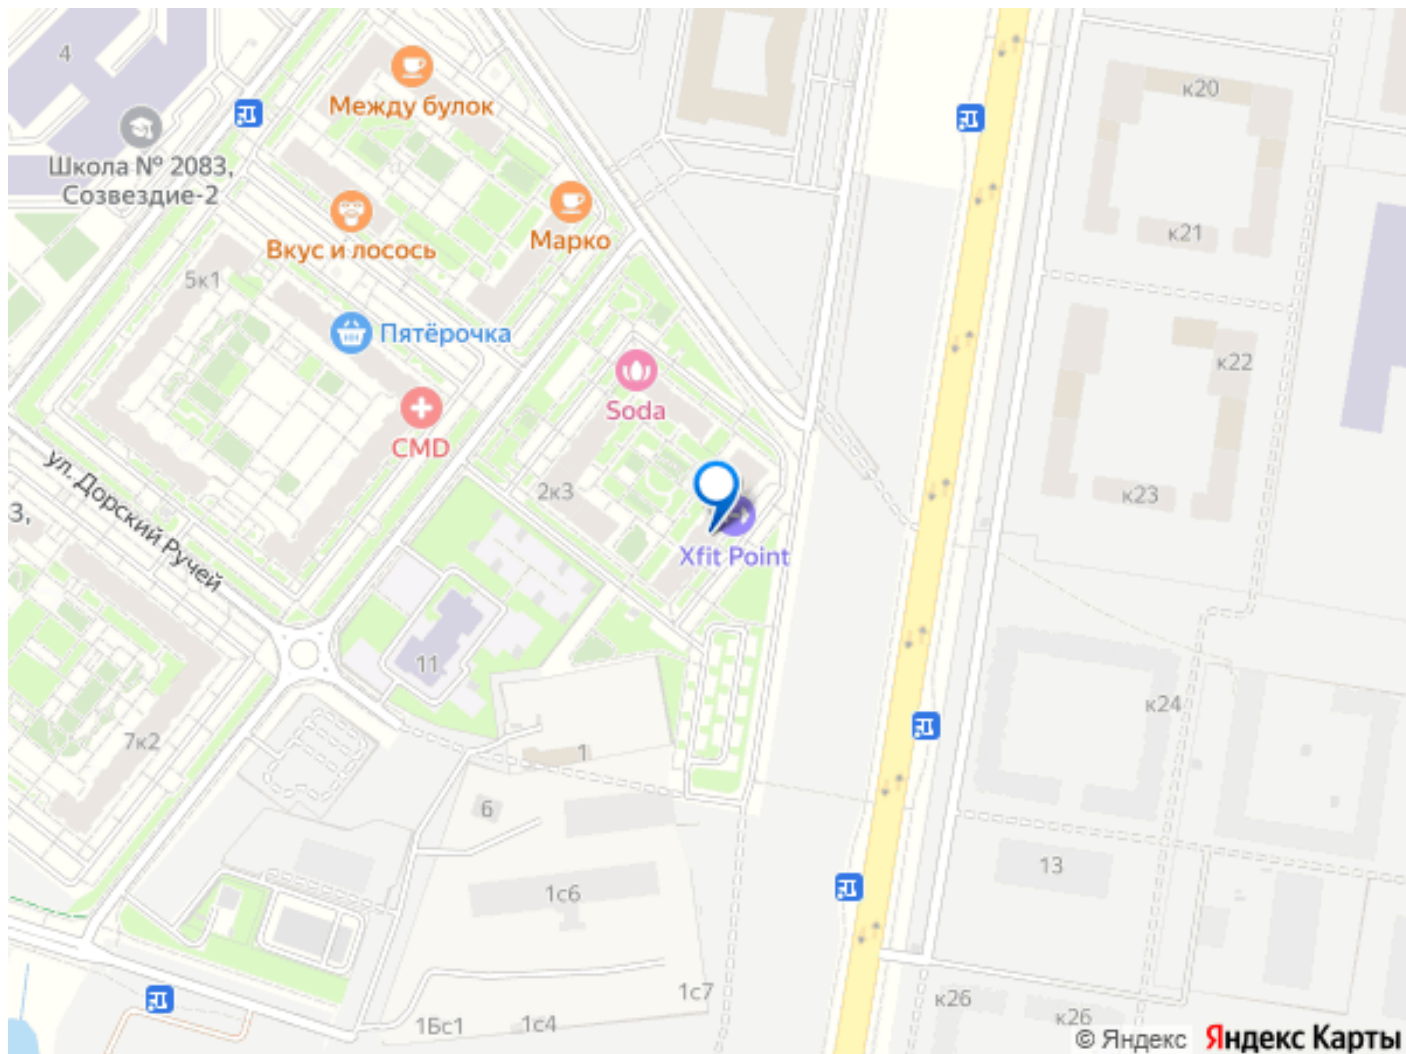 4
Между булок
Школа № 2083,
Созвездие-2
Вкус и лосось
Марко
5к1
Пятёрочка
Soda
CMD
2к3
Xfit Point
ул. Дорский Ручей
3,
11
7к2
1
6
1с6
1с7
1Бс1
1с4
к20
к21
к22
к23
к24
13
к26
к26
© Яндекс Яндекс Карты